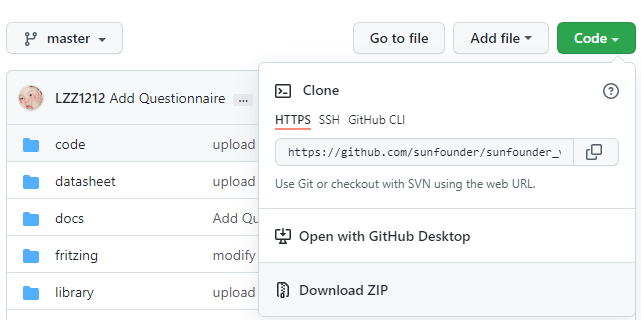 master Go to file Add file Code
LZZ1212 Add Questionnaire ...
Clone
HTTPS SSH GitHub CLI
code upload
https://github.com/sunfounder/sunfounder_
datasheet upload
Use Git or checkout with SVN using the web URL.
docs Add Qu
Open with GitHub Desktop
fritzing modify
library upload
Download ZIP